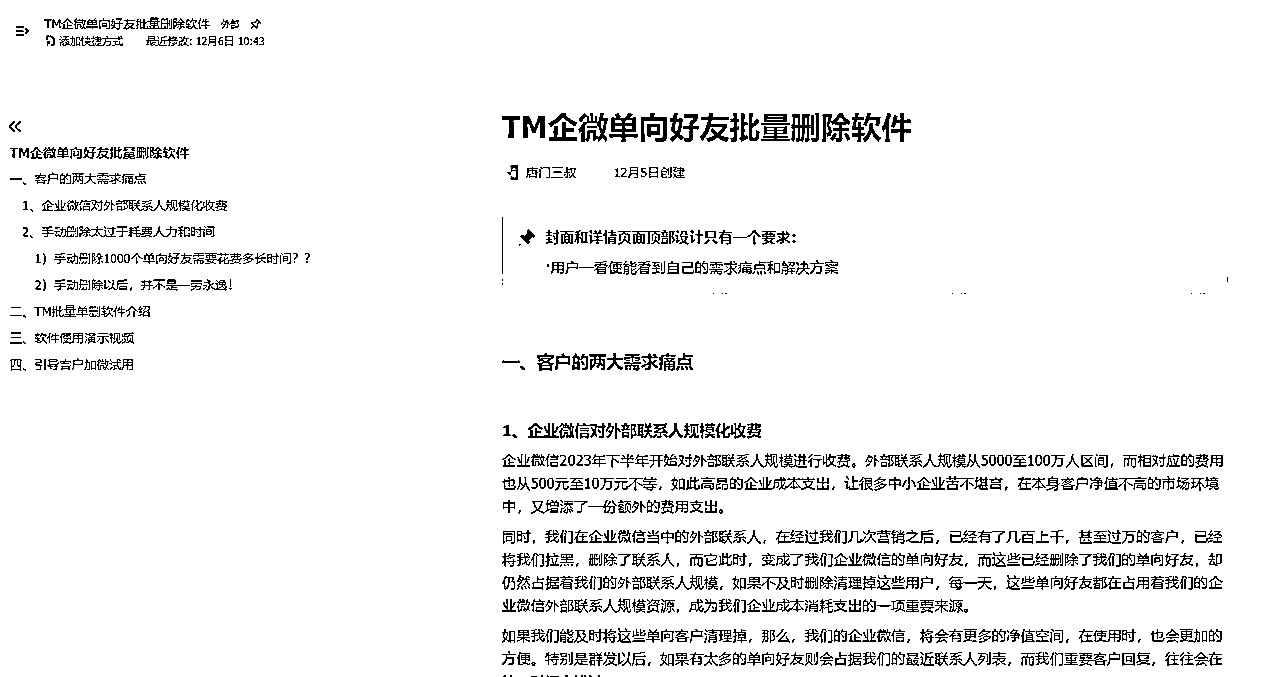 TM企微单向好友批量删除软件 外部
添加快捷方式 最近修改: 12月6日 10:43
TM企微单向好友批量删除软件
一、客户的两大需求痛点
1、企业微信对外部联系人规模化收费
2、手动删除太过于耗费人力和时间
1）手动删除1000个单向好友需要花费多长时间？？
2）手动删除以后，并不是一劳永逸！
二、TM批量单删软件介绍
三、软件使用演示视频
四、引导客户加微试用
TM企微单向好友批量删除软件
唐门三叔 12月5日创建
封面和详情页面顶部设计只有一个要求：
·用户一看便能看到自己的需求痛点和解决方案
一、客户的两大需求痛点
1、企业微信对外部联系人规模化收费
企业微信2023年下半年开始对外部联系人规模进行收费。外部联系人规模从5000至100万人区间，而相对应的费用
也从500元至10万元不等，如此高昂的企业成本支出，让很多中小企业苦不堪言，在本身客户净值不高的市场环境
中，又增添了一份额外的费用支出。
同时，我们在企业微信当中的外部联系人，在经过我们几次营销之后，已经有了几百上千，甚至过万的客户，已经
将我们拉黑，删除了联系人，而它此时，变成了我们企业微信的单向好友，而这些已经删除了我们的单向好友，却
仍然占据着我们的外部联系人规模，如果不及时删除清理掉这些用户，每一天，这些单向好友都在占用着我们的企
业微信外部联系人规模资源，成为我们企业成本消耗支出的一项重要来源。
如果我们能及时将这些单向客户清理掉，那么，我们的企业微信，将会有更多的净值空间，在使用时，也会更加的
方便。特别是群发以后，如果有太多的单向好友则会占据我们的最近联系人列表，而我们重要客户回复，往往会在